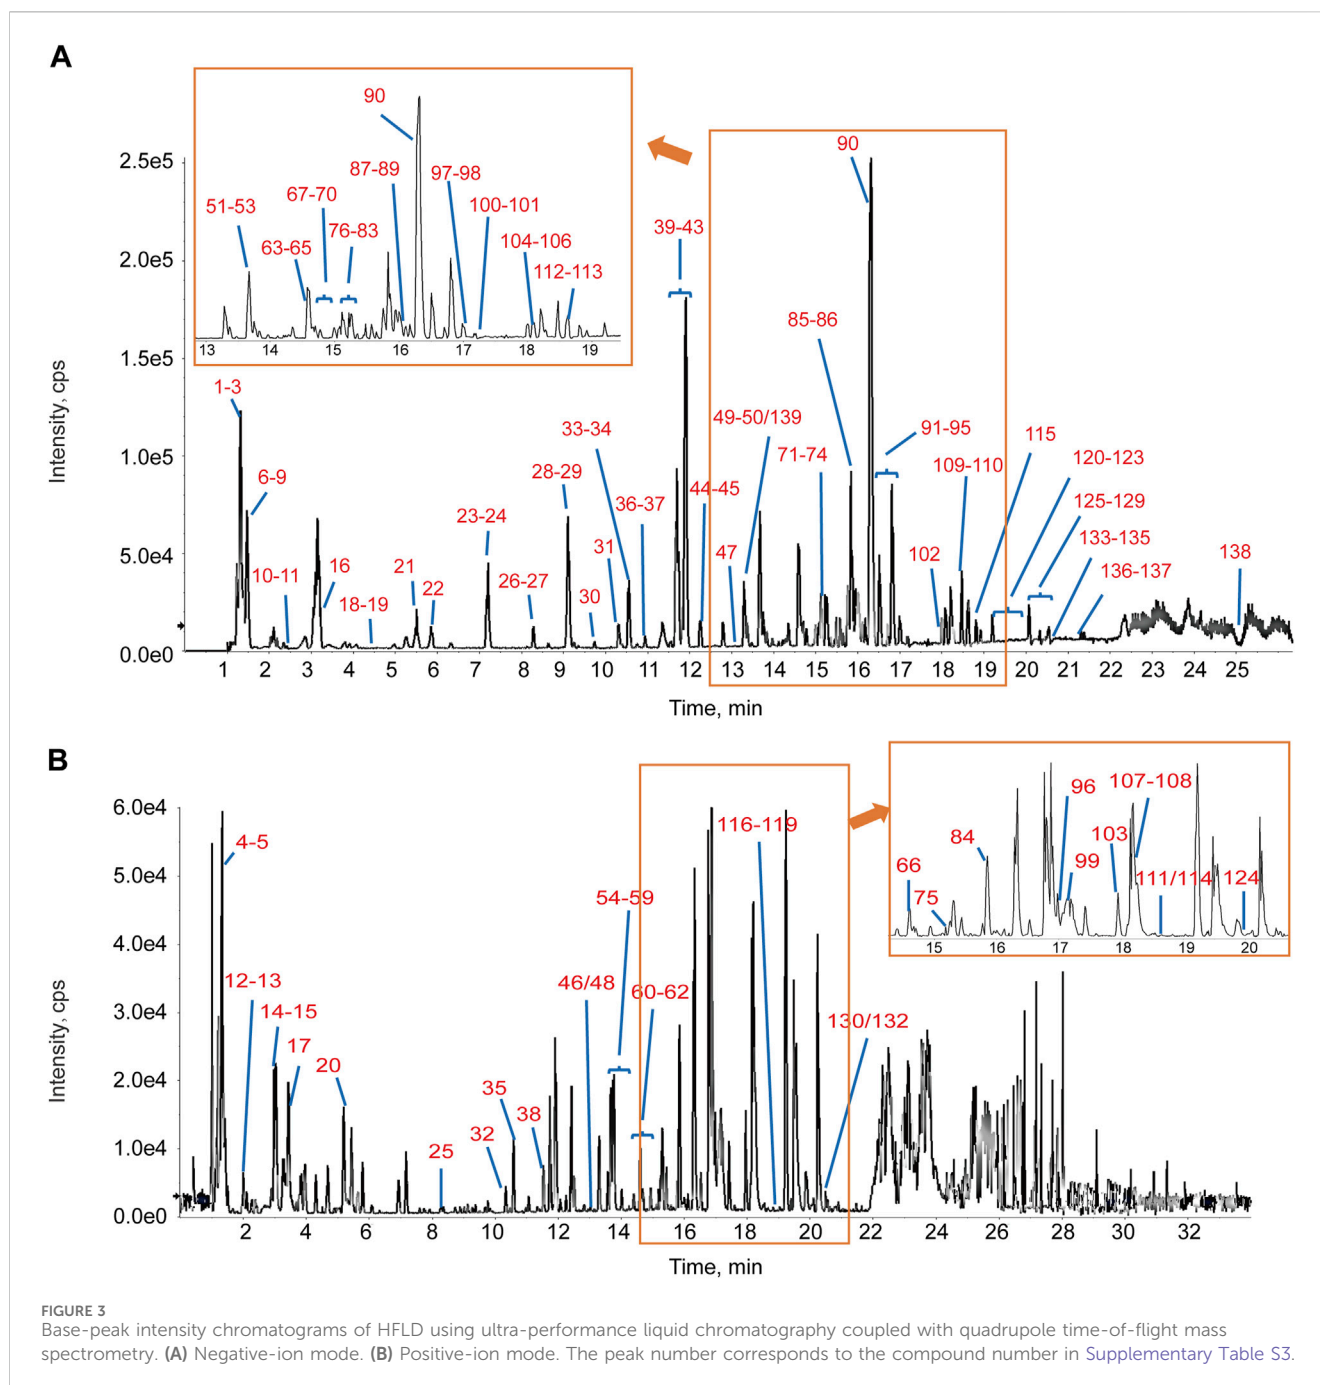 A
90
87-89
97-98
67-70
51-53
100-101
76-83
63-65
104-106
112-113
13 14 15 16 17 18 19
90
39-43
85-86
2.5e5
2.0e5
1.5e5
1.0e5
5.0e4
0.0e0
Intensity, cps
1-3
6-9
10-11
16
18-19
21
22
23-24
26-27
28-29
30
31
33-34
36-37
44-45
47
49-50/139
71-74
91-95
102
109-110
115
120-123
125-129
133-135
136-137
138
1 2 3 4 5 6 7 8 9 10 11 12 13 14 15 16 17 18 19 20 21 22 23 24 25
Time, min
B
6.0e4
5.0e4
4.0e4
3.0e4
2.0e4
1.0e4
0.0e0
Intensity, cps
4-5
12-13
14-15
17
20
25
32
35
38
46/48
54-59
60-62
116-119
130/132
66
75
84
96
99
103
107-108
111/114
124
15 16 17 18 19 20
2 4 6 8 10 12 14 16 18 20 22 24 26 28 30 32
Time, min
FIGURE 3
Base-peak intensity chromatograms of HFLD using ultra-performance liquid chromatography coupled with quadrupole time-of-flight mass
spectrometry. (A) Negative-ion mode. (B) Positive-ion mode. The peak number corresponds to the compound number in Supplementary Table S3.